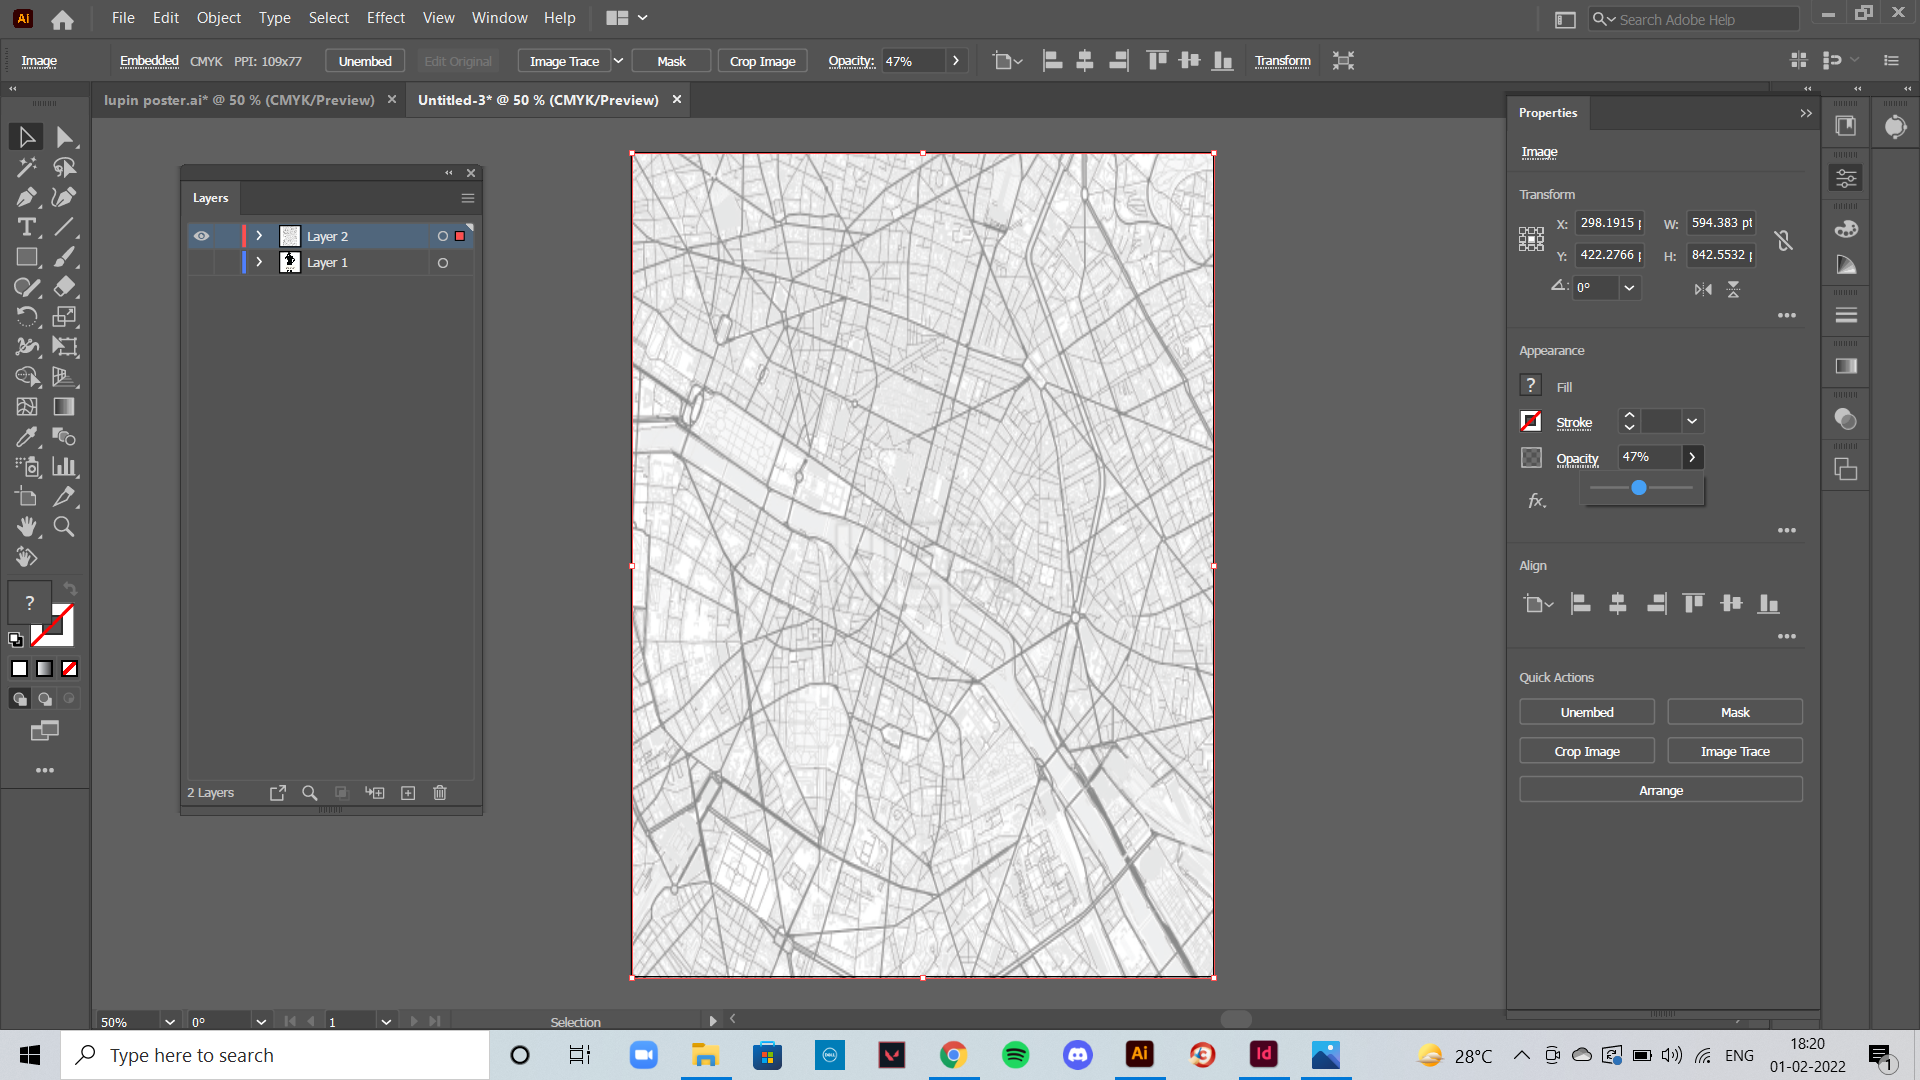 Ai File Edit Object Type Select Effect View Window Help Search Adobe Help
Image Embedded CMYK PPI: 109x77 Unembed Edit Original Image Trace Mask Crop Image Opacity: 47% Transform
lupin poster.ai* @ 50 % (CMYK/Preview) Untitled-3* @ 50 % (CMYK/Preview)
Properties
Image
Transform
X: 298.1915 W: 594.383 pt
Y: 422.2766 H: 842.5532
0°
Appearance
? Fill
Stroke
Opacity 47%
fx.
Align
Quick Actions
Unembed Mask
Crop Image Image Trace
Arrange
Layers
Layer 2
Layer 1
2 Layers
?
50% 0° 1 Selection
Type here to search
DELL
Ai
Id
28°C
ENG
18:20
01-02-2022
1